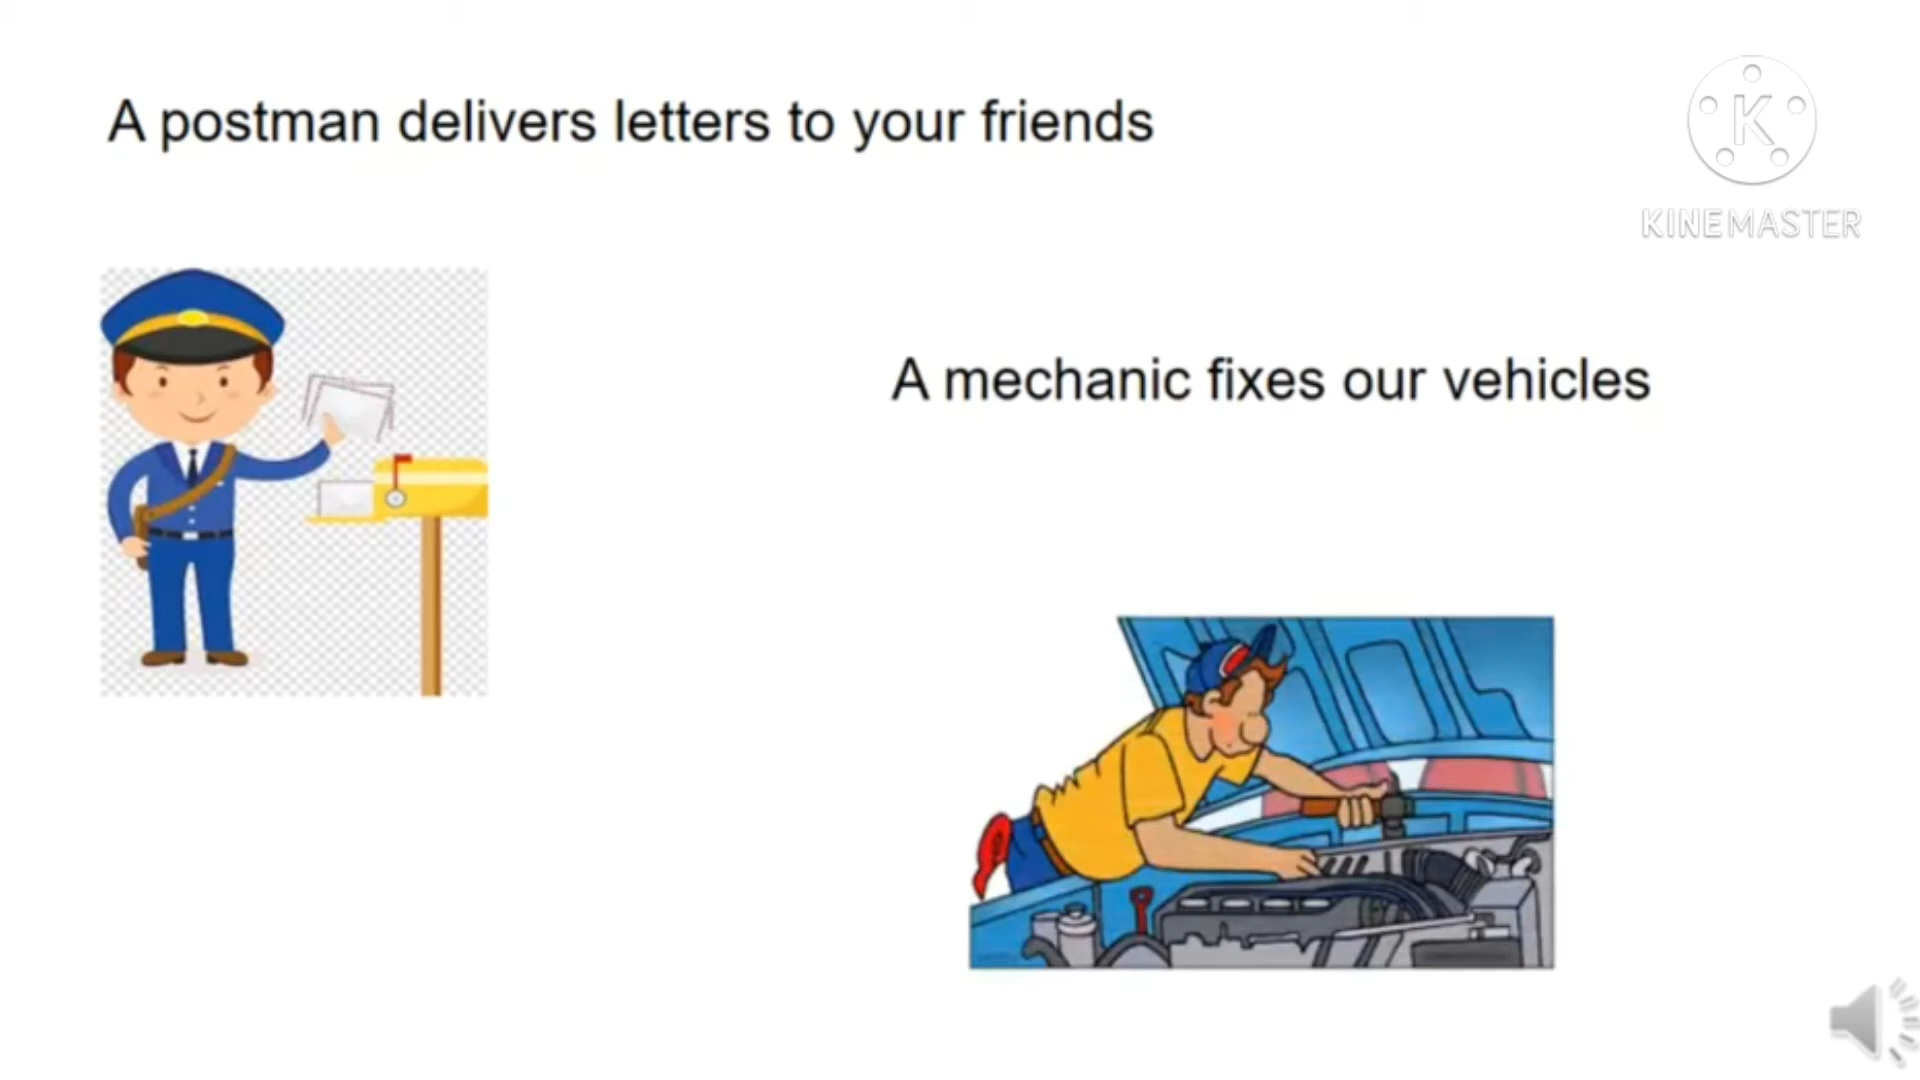 A postman delivers letters to your friends
K
KINEMASTER
A mechanic fixes our vehicles